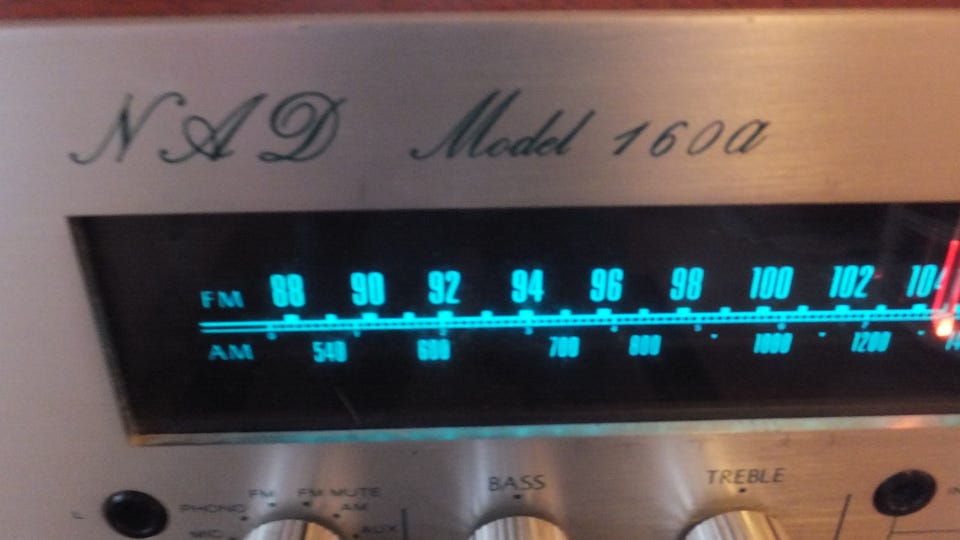 NAD Model 160a
FM 88 90 92 94 96 98 100 102 104
AM 540 600 700 800 1000 1200
BASS TREBLE
FM FM MUTE
PHONO AM
MIC AUX